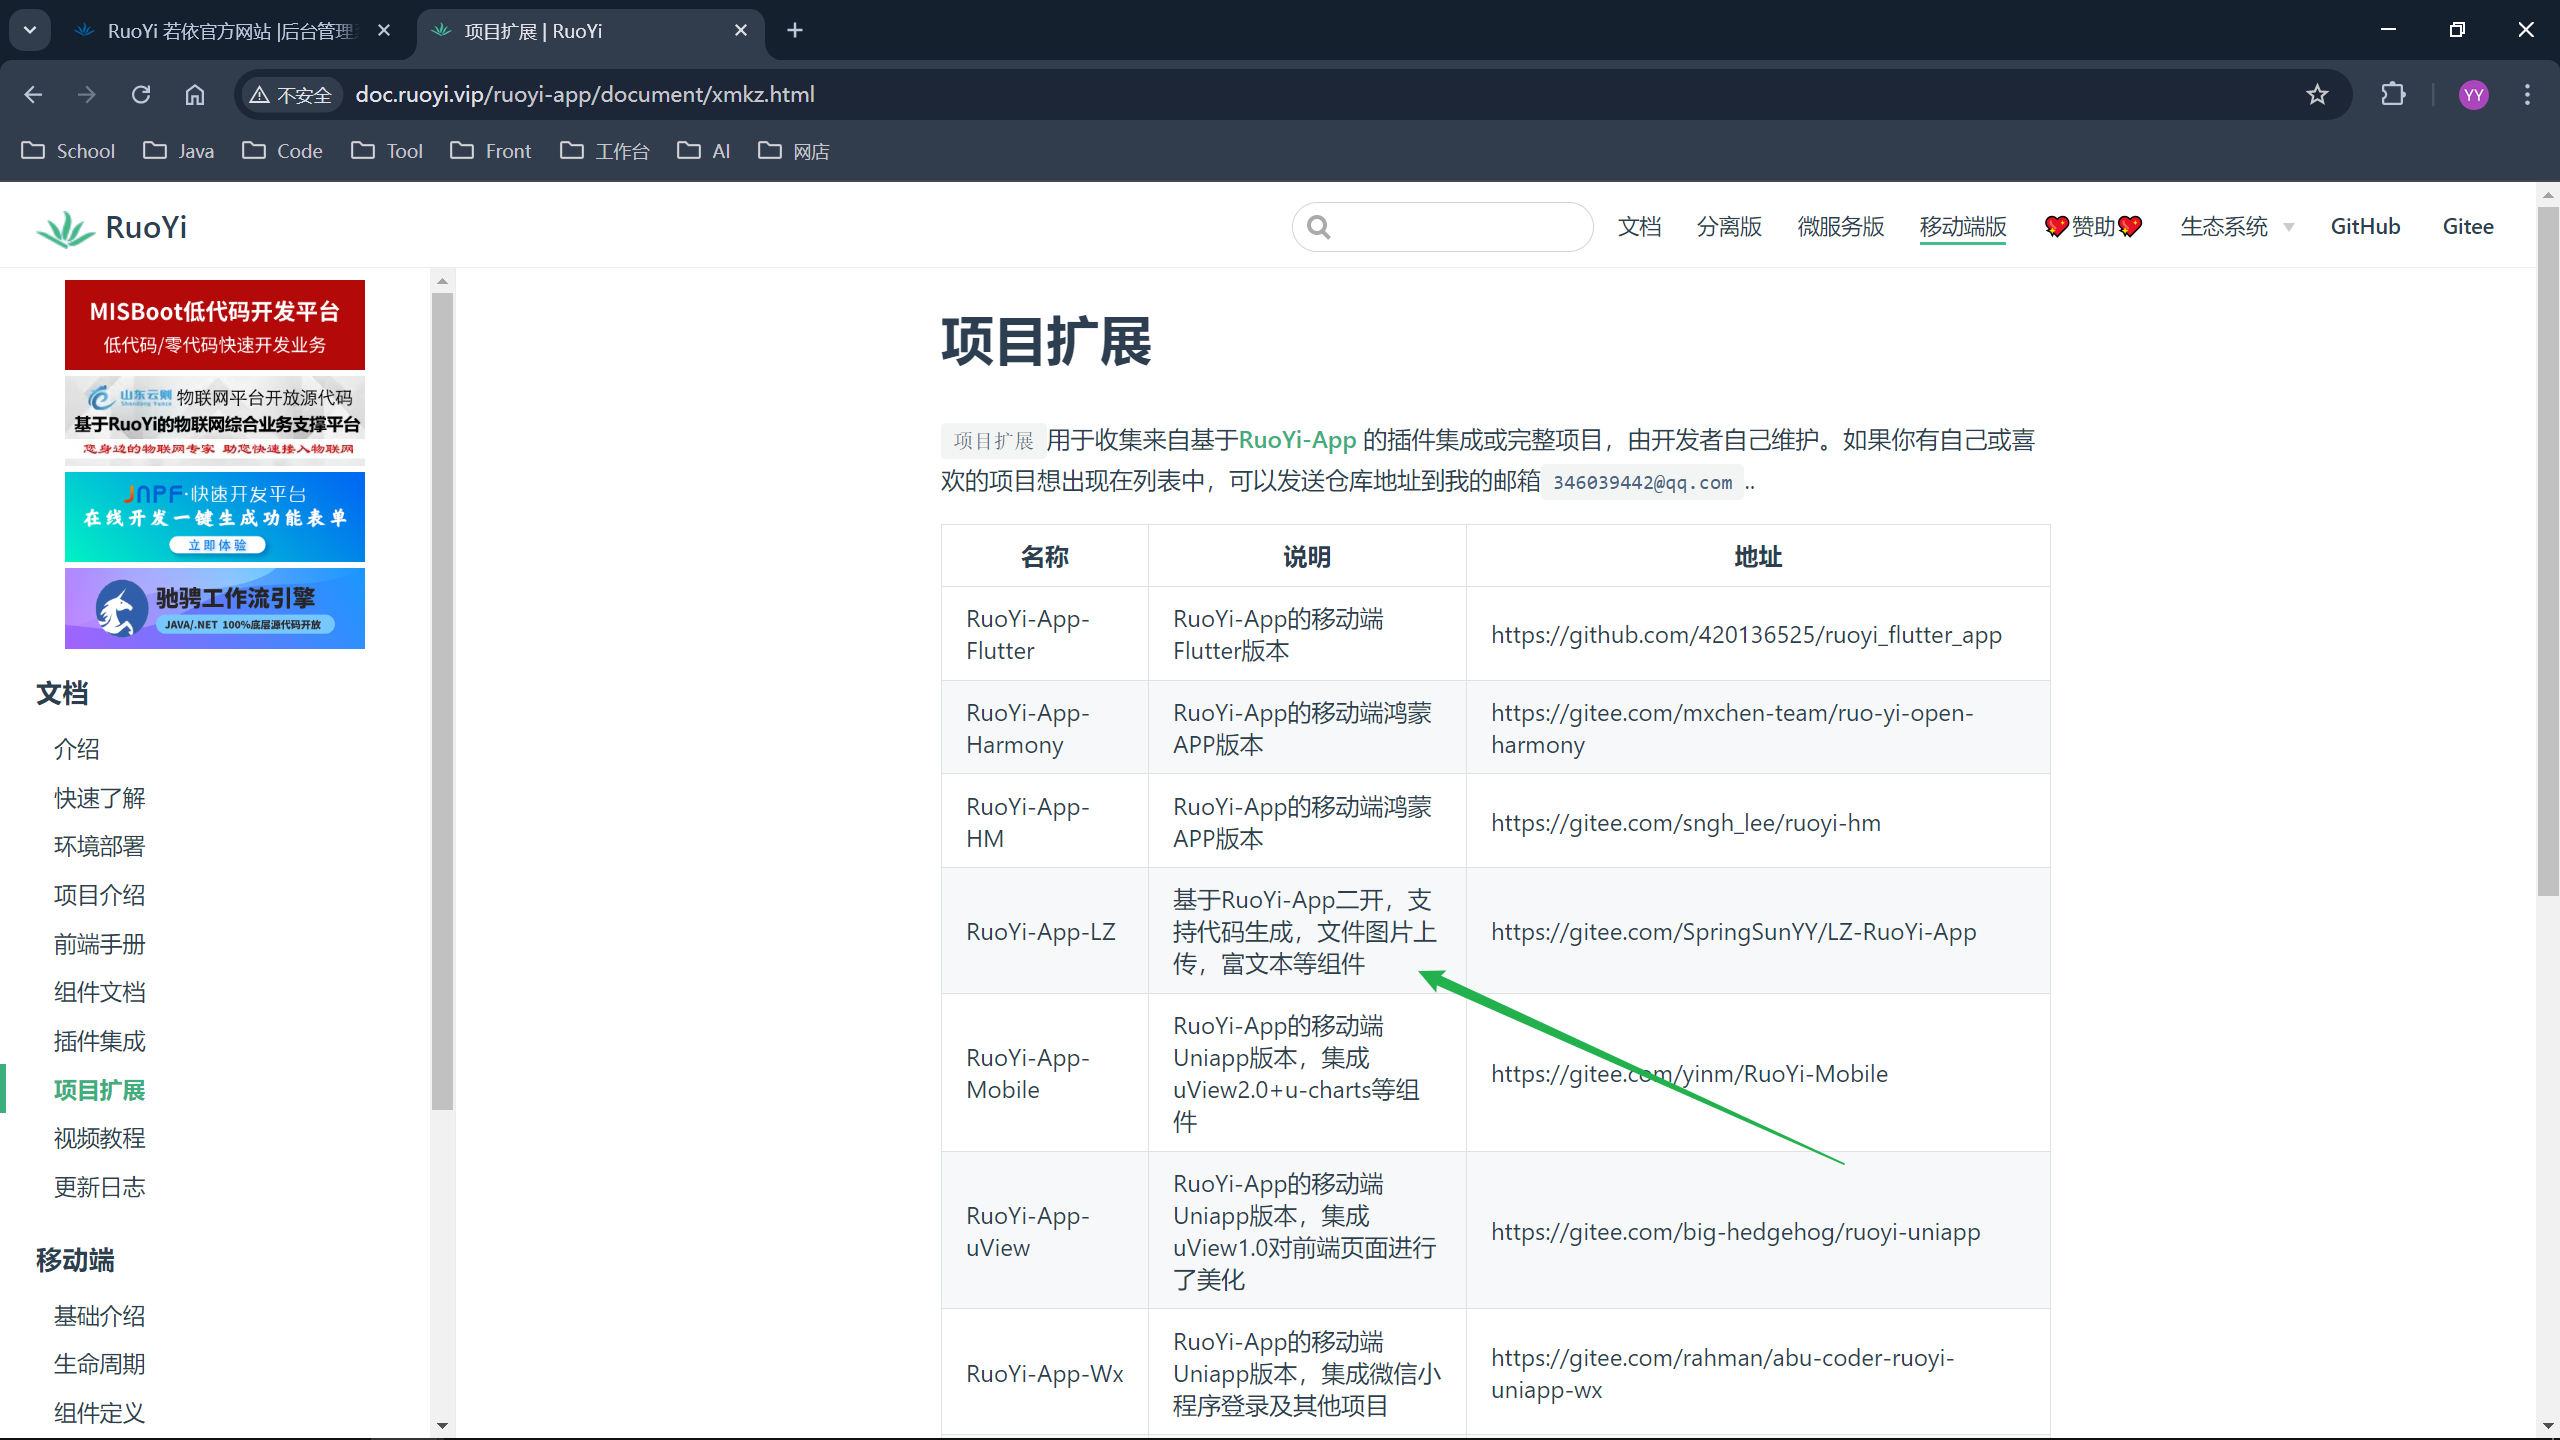 RuoYi 若依官方网站 |后台管理
项目扩展 | RuoYi
不安全
doc.ruoyi.vip/ruoyi-app/document/xmkz.html
YY
School
Java
Code
Tool
Front
工作台
AI
网店
RuoYi
文档
分离版
微服务版
移动端版
赞助
生态系统
GitHub
Gitee
MISBoot低代码开发平台
低代码/零代码快速开发业务
山东云则 物联网平台开放源代码
基于RuoYi的物联网综合业务支撑平台
您身边的物联网专家 助您快速接入物联网
JNPF·快速开发平台
在线开发一键生成功能表单
立即体验
驰骋工作流引擎
JAVA/.NET 100%底层源代码开放
文档
介绍
快速了解
环境部署
项目介绍
前端手册
组件文档
插件集成
项目扩展
视频教程
更新日志
移动端
基础介绍
生命周期
组件定义
项目扩展
项目扩展 用于收集来自基于RuoYi-App 的插件集成或完整项目，由开发者自己维护。如果你有自己或喜
欢的项目想出现在列表中，可以发送仓库地址到我的邮箱 346039442@qq.com ..
名称
说明
地址
RuoYi-App-
Flutter
RuoYi-App的移动端
Flutter版本
https://github.com/420136525/ruoyi_flutter_app
RuoYi-App-
Harmony
RuoYi-App的移动端鸿蒙
APP版本
https://gitee.com/mxchen-team/ruo-yi-open-
harmony
RuoYi-App-
HM
RuoYi-App的移动端鸿蒙
APP版本
https://gitee.com/sngh_lee/ruoyi-hm
RuoYi-App-LZ
基于RuoYi-App二开，支
持代码生成，文件图片上
传，富文本等组件
https://gitee.com/SpringSunYY/LZ-RuoYi-App
RuoYi-App-
Mobile
RuoYi-App的移动端
Uniapp版本，集成
uView2.0+u-charts等组
件
https://gitee.com/yinm/RuoYi-Mobile
RuoYi-App-
uView
RuoYi-App的移动端
Uniapp版本，集成
uView1.0对前端页面进行
了美化
https://gitee.com/big-hedgehog/ruoyi-uniapp
RuoYi-App-Wx
RuoYi-App的移动端
Uniapp版本，集成微信小
程序登录及其他项目
https://gitee.com/rahman/abu-coder-ruoyi-
uniapp-wx